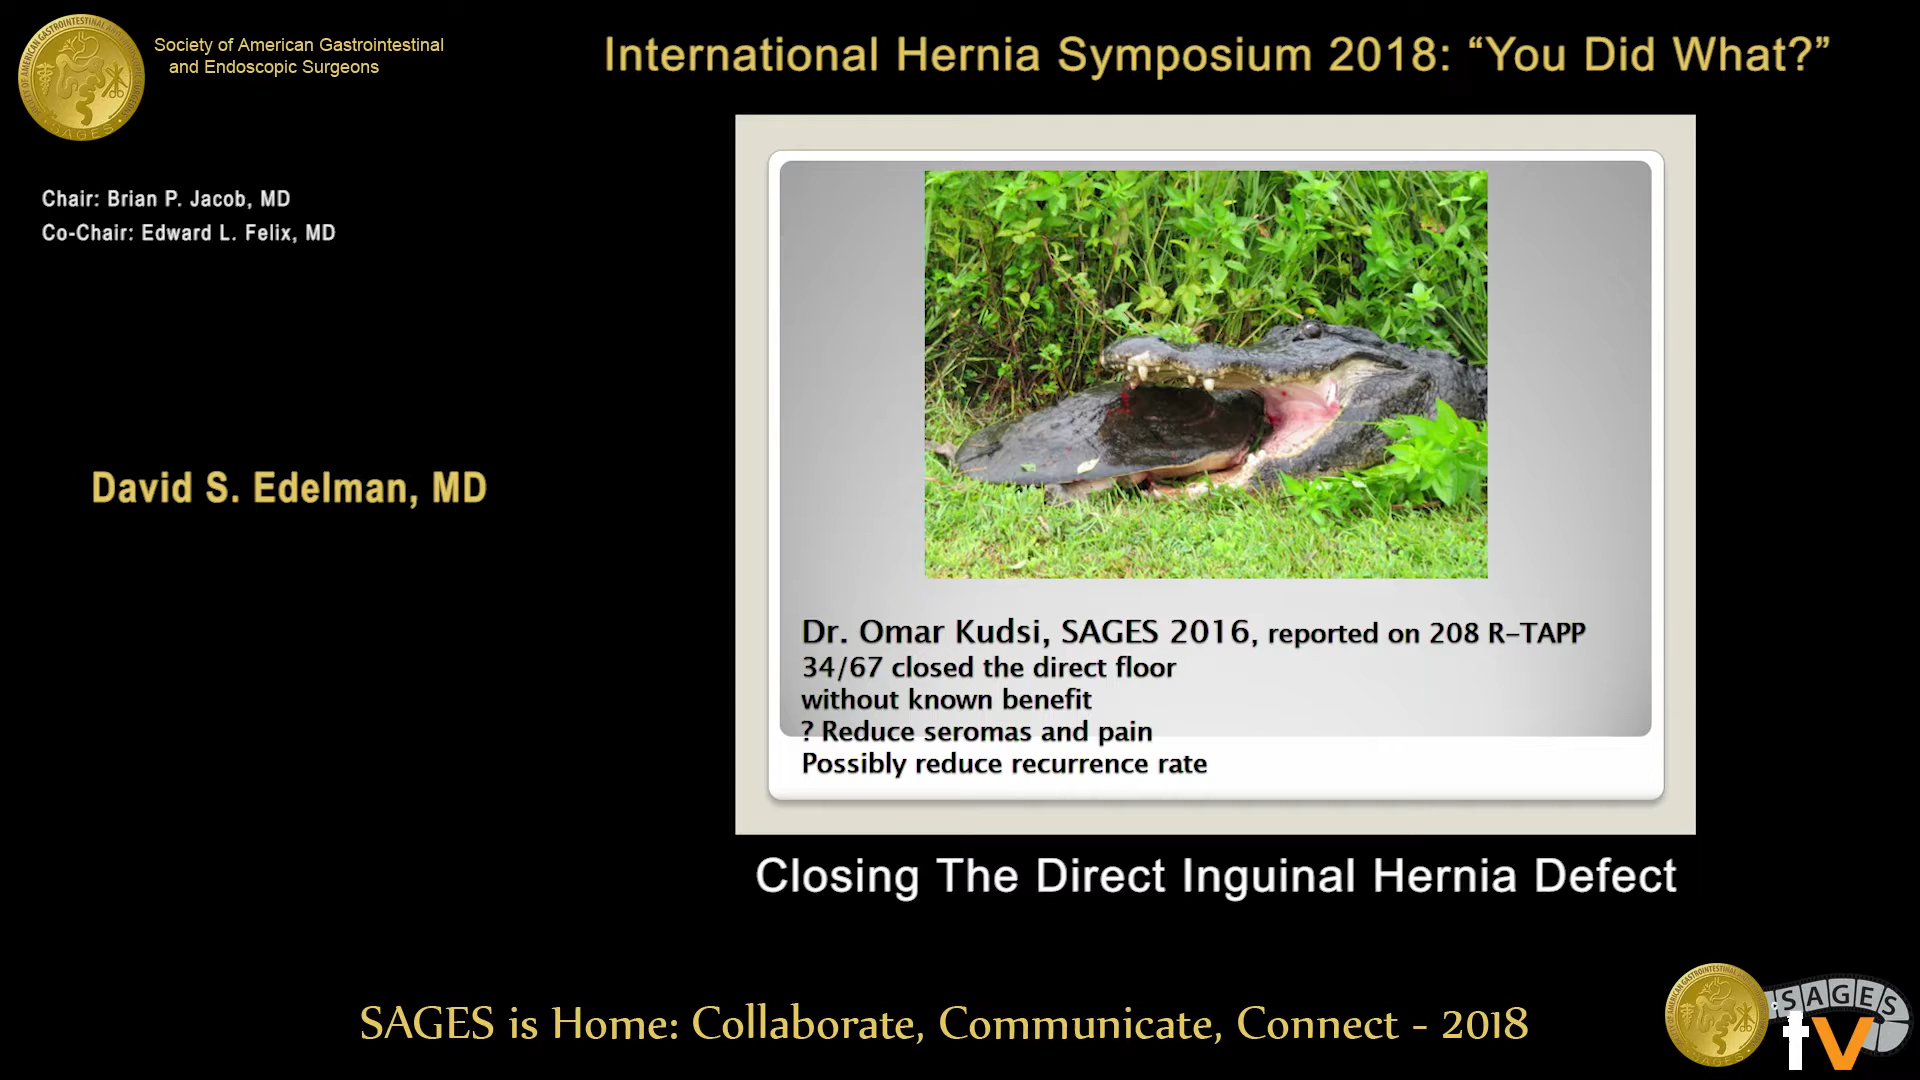 Society of American Gastrointestinal
and Endoscopic Surgeons
International Hernia Symposium 2018: “You Did What?”
Chair: Brian P. Jacob, MD
Co-Chair: Edward L. Felix, MD
David S. Edelman, MD
Dr. Omar Kudsi, SAGES 2016, reported on 208 R-TAPP
34/67 closed the direct floor
without known benefit
? Reduce seromas and pain
Possibly reduce recurrence rate
Closing The Direct Inguinal Hernia Defect
SAGES is Home: Collaborate, Communicate, Connect - 2018
SAGES
tv